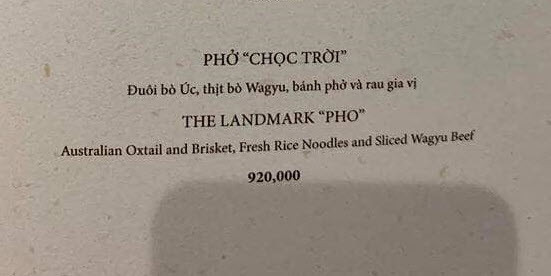 PHỞ “CHỌC TRỜI”
Đuôi bò Úc, thịt bò Wagyu, bánh phở và rau gia vị
THE LANDMARK “PHO”
Australian Oxtail and Brisket, Fresh Rice Noodles and Sliced Wagyu Beef
920,000